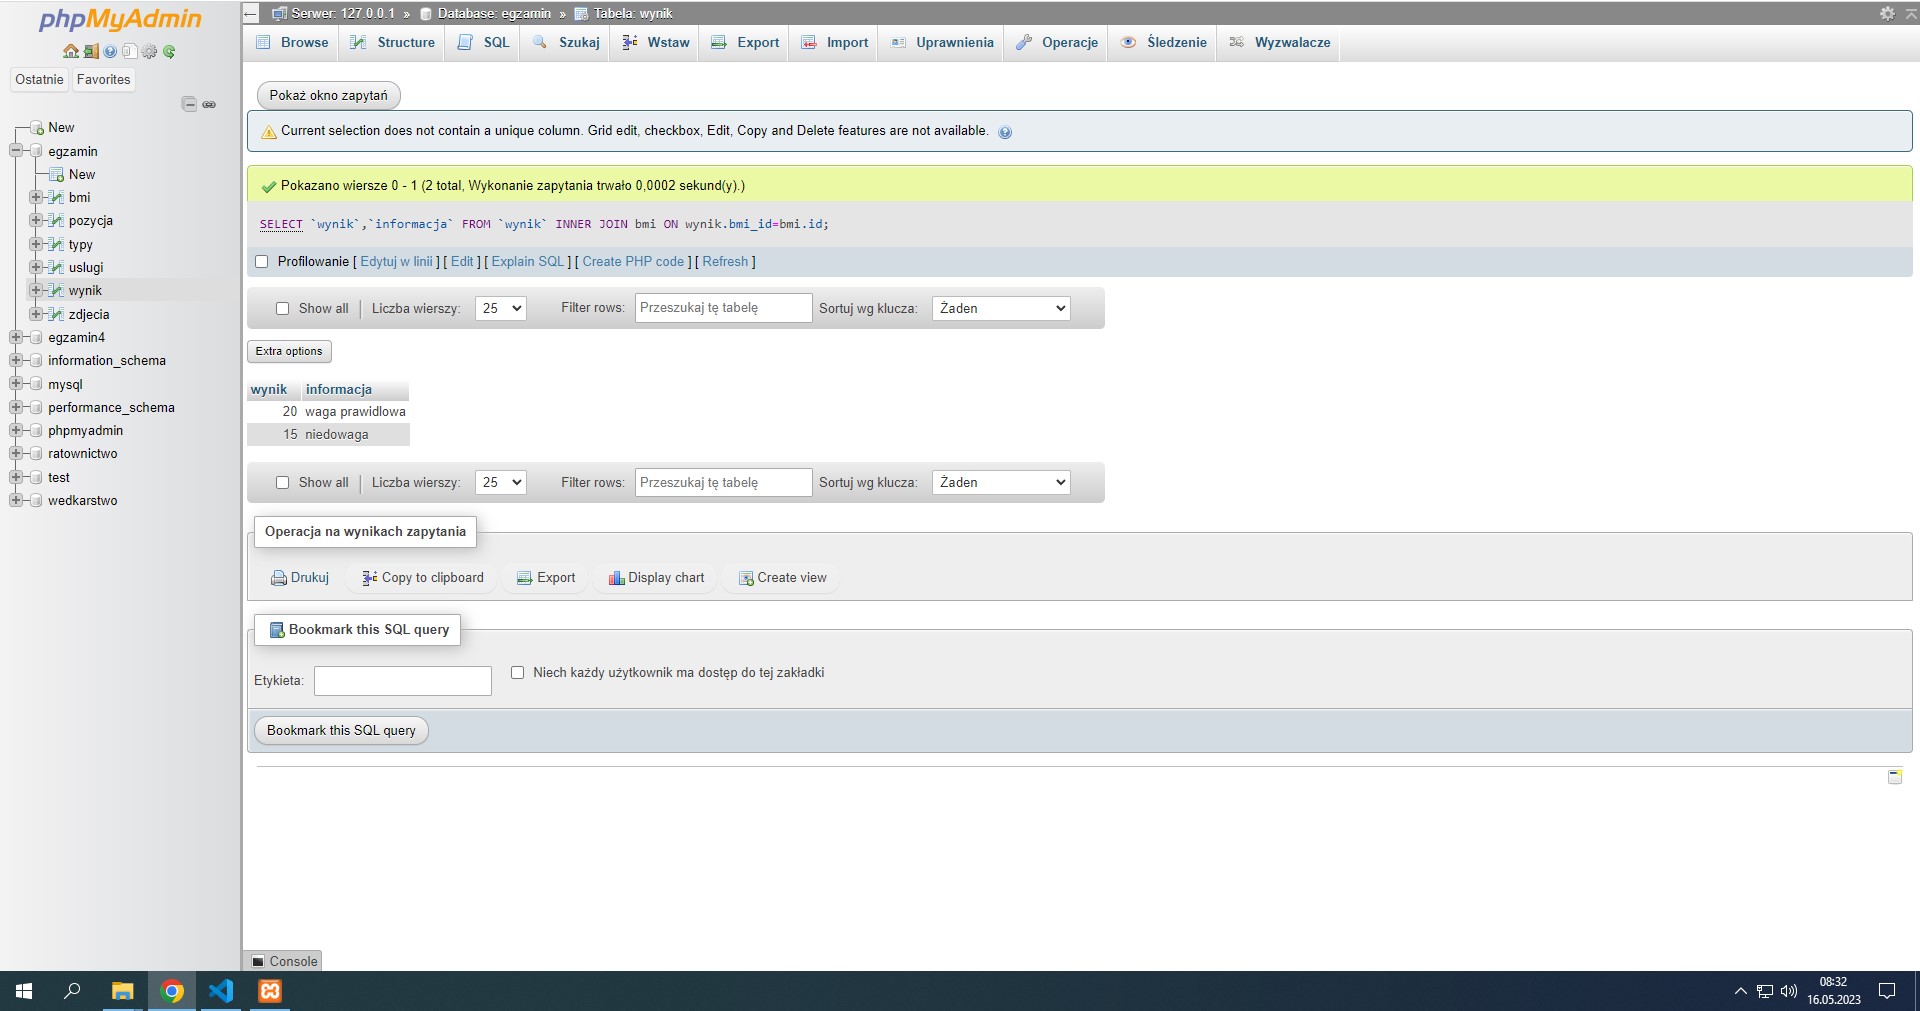 phpMyAdmin
Ostatnie Favorites
New
egzamin
New
bmi
pozycja
typy
uslugi
wynik
zdjecia
egzamin4
information_schema
mysql
performance_schema
phpmyadmin
ratownictwo
test
wedkarstwo
Serwer: 127.0.0.1 » Database: egzamin » Tabela: wynik
Browse Structure SQL Szukaj Wstaw Export Import Uprawnienia Operacje Śledzenie Wyzwalacze
Pokaż okno zapytań
Current selection does not contain a unique column. Grid edit, checkbox, Edit, Copy and Delete features are not available.
Pokazano wiersze 0 - 1 (2 total, Wykonanie zapytania trwało 0,0002 sekund(y).)
SELECT `wynik`,`informacja` FROM `wynik` INNER JOIN bmi ON wynik.bmi_id=bmi.id;
Profilowanie [ Edytuj w linii ] [ Edit ] [ Explain SQL ] [ Create PHP code ] [ Refresh ]
Show all | Liczba wierszy: 25 Filter rows: Przeszukaj tę tabelę Sortuj wg klucza: Żaden
Extra options
wynik informacja
20 waga prawidlowa
15 niedowaga
Show all | Liczba wierszy: 25 Filter rows: Przeszukaj tę tabelę Sortuj wg klucza: Żaden
Operacja na wynikach zapytania
Drukuj Copy to clipboard Export Display chart Create view
Bookmark this SQL query
Etykieta: Niech każdy użytkownik ma dostęp do tej zakładki
Bookmark this SQL query
Console
08:32
16.05.2023